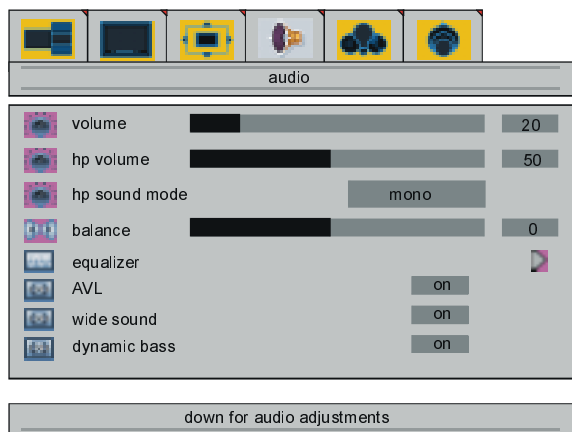 audio
volume 20
hp volume 50
hp sound mode mono
balance 0
equalizer
AVL on
wide sound on
dynamic bass on
down for audio adjustments